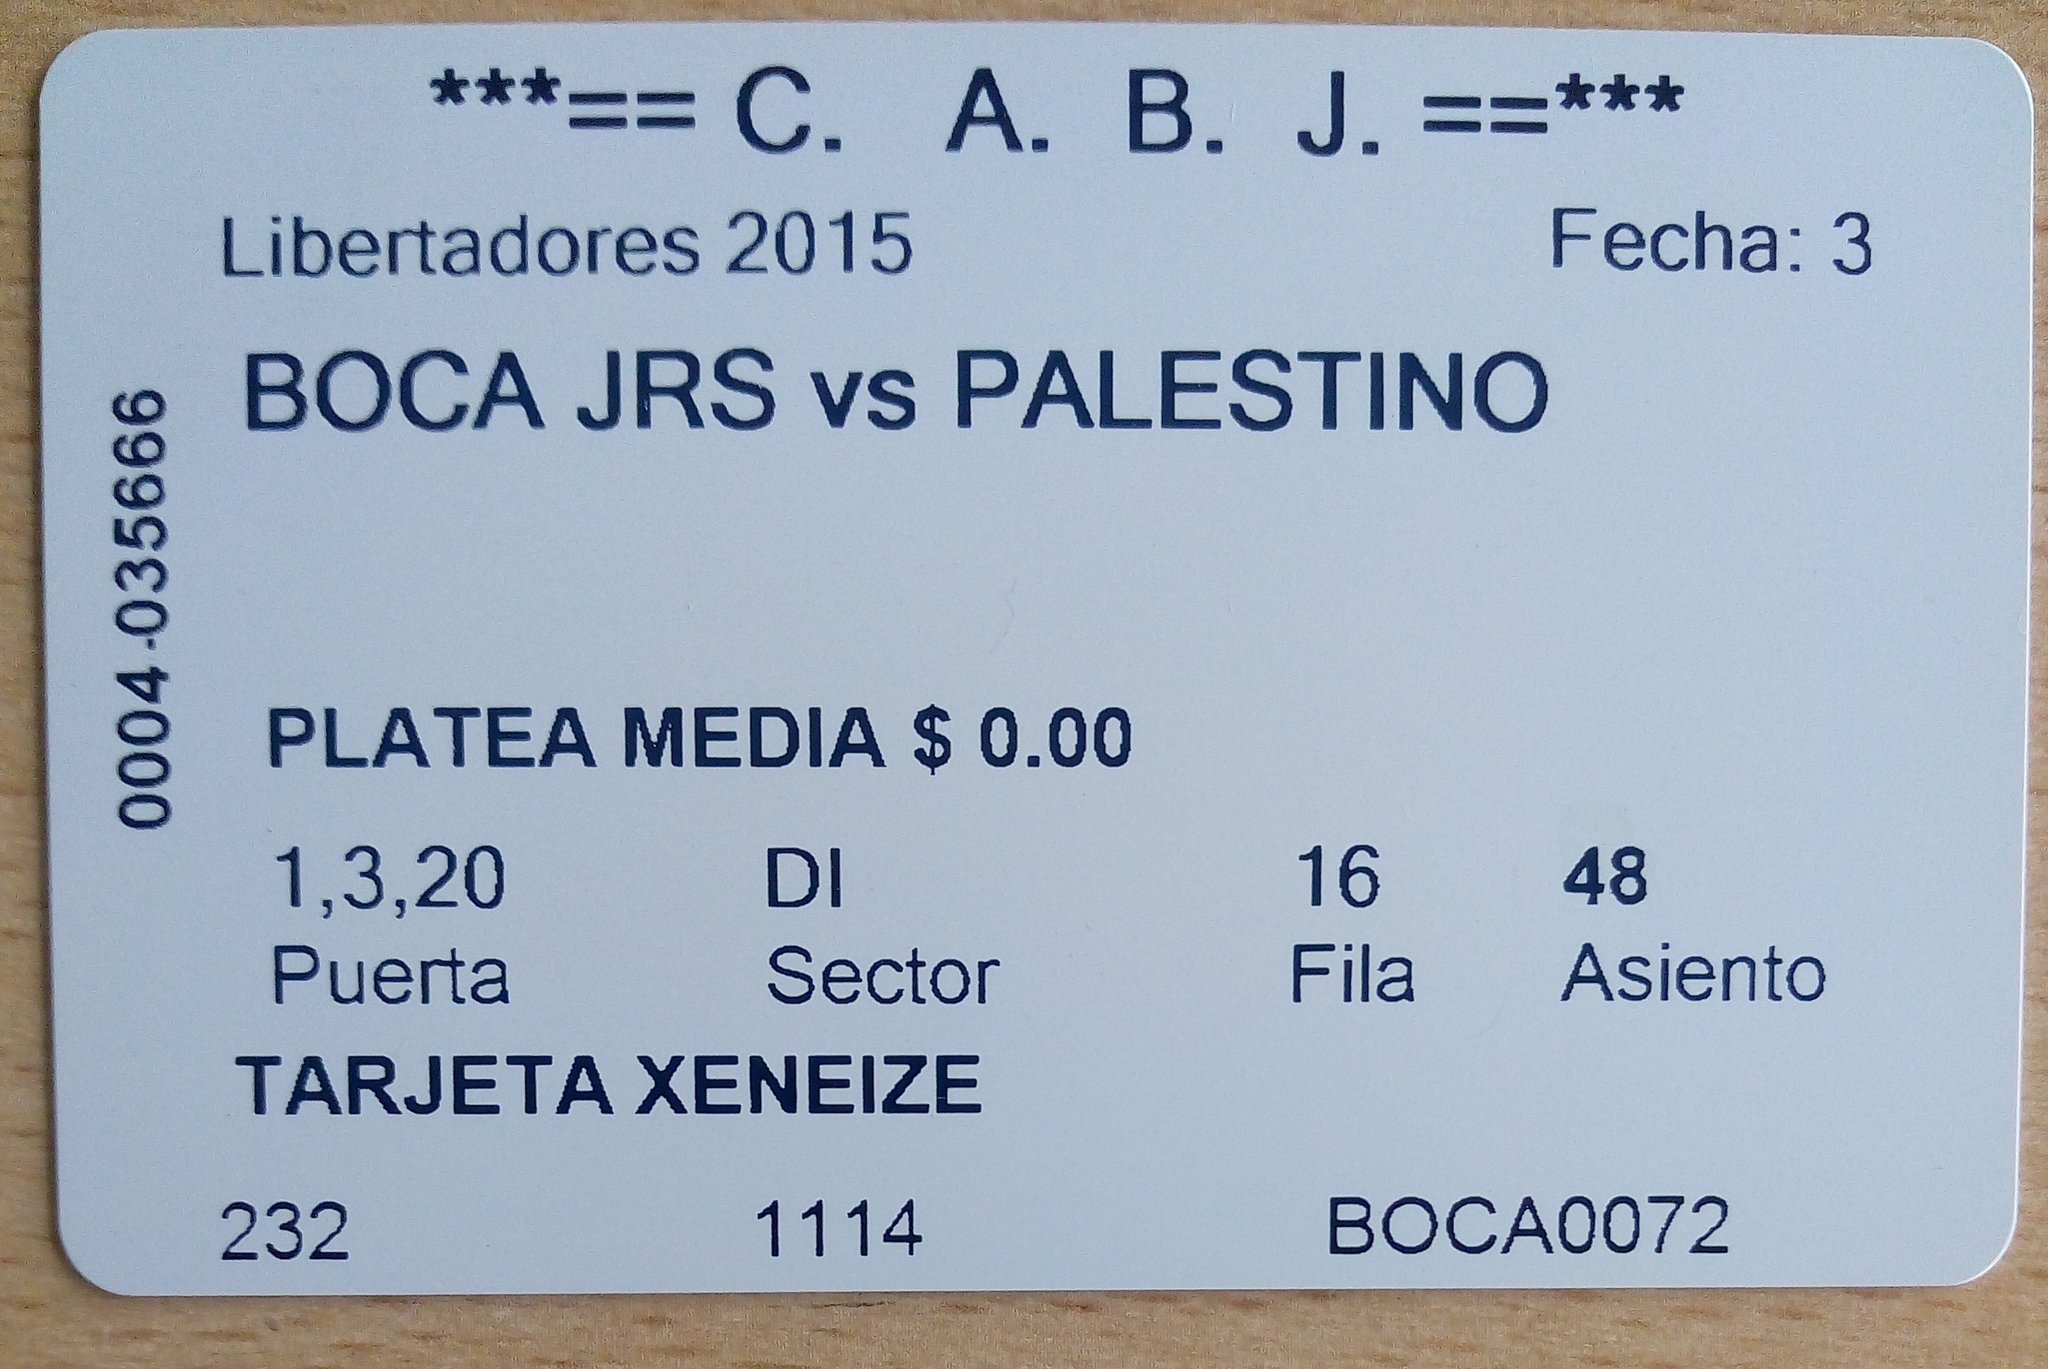 ***== C. A. B. J. ==***
Libertadores 2015 Fecha: 3
BOCA JRS vs PALESTINO
0004-035666
PLATEA MEDIA $ 0.00
1,3,20 DI 16 48
Puerta Sector Fila Asiento
TARJETA XENEIZE
232 1114 BOCA0072